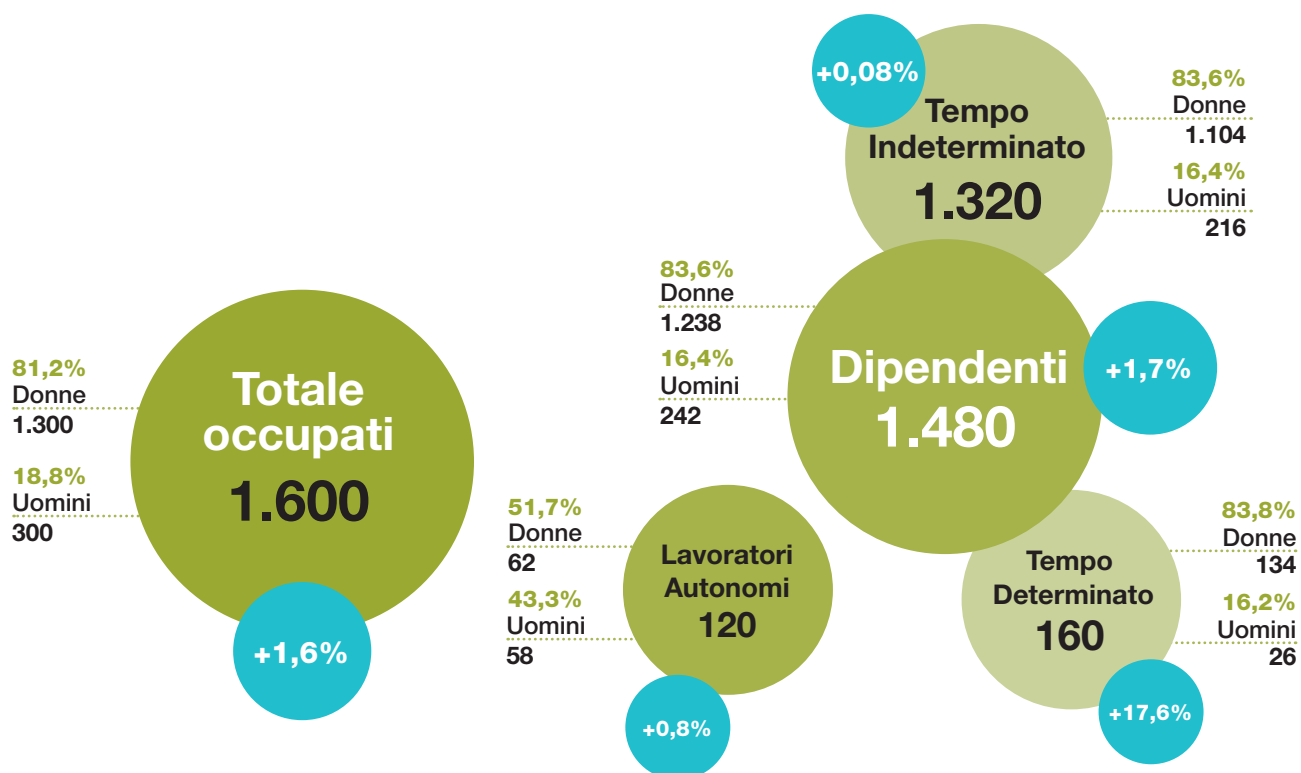 81,2%
Donne
1.300
18,8%
Uomini
300
Totale
occupati
1.600
+1,6%
+0,08%
Tempo
Indeterminato
1.320
83,6%
Donne
1.104
16,4%
Uomini
216
83,6%
Donne
1.238
16,4%
Uomini
242
Dipendenti
1.480
+1,7%
51,7%
Donne
62
43,3%
Uomini
58
Lavoratori
Autonomi
120
+0,8%
Tempo
Determinato
160
83,8%
Donne
134
16,2%
Uomini
26
+17,6%